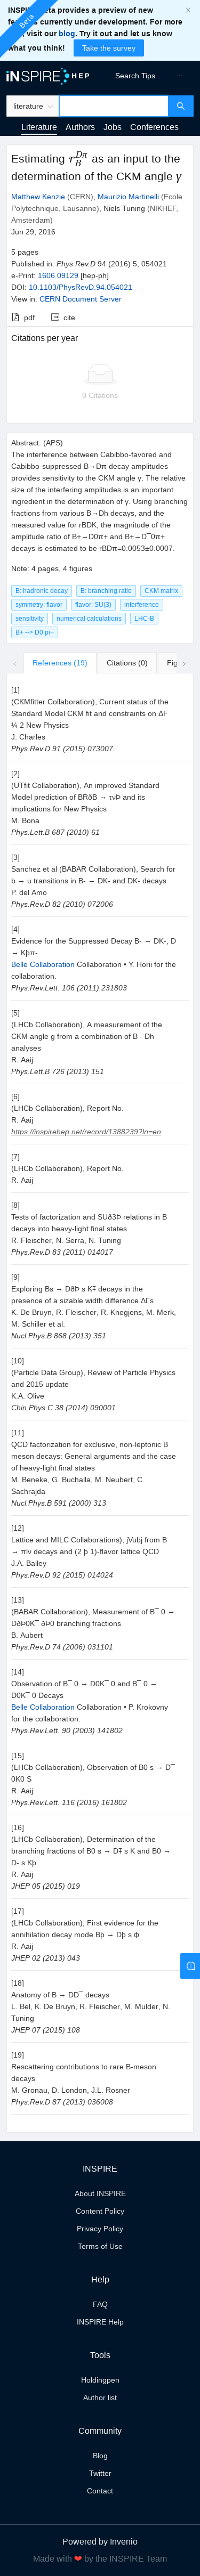 INSPIRE Beta provides a preview of new
features currently under development. For more
info, visit our blog. Try it out and let us know
what you think! Take the survey
Beta
INSPIRE HEP
Search Tips
literature
Literature Authors Jobs Conferences
Estimating r_B^{Dπ} as an input to the
determination of the CKM angle γ
Matthew Kenzie (CERN), Maurizio Martinelli (Ecole
Polytechnique, Lausanne), Niels Tuning (NIKHEF,
Amsterdam)
Jun 29, 2016
5 pages
Published in: Phys.Rev.D 94 (2016) 5, 054021
e-Print: 1606.09129 [hep-ph]
DOI: 10.1103/PhysRevD.94.054021
View in: CERN Document Server
pdf cite
Citations per year
0 Citations
Abstract: (APS)
The interference between Cabibbo-favored and
Cabibbo-suppressed B→Dπ decay amplitudes
provides sensitivity to the CKM angle γ. The relative
size of the interfering amplitudes is an important
ingredient in the determination of γ. Using branching
fractions from various B→Dh decays, and the
measured value for rBDK, the magnitude of the
amplitude ratio of B+→D0π+ and B+→D¯0π+
decays is estimated to be rBDπ=0.0053±0.0007.
Note: 4 pages, 4 figures
B: hadronic decay
B: branching ratio
CKM matrix
symmetry: flavor
flavor: SU(3)
interference
sensitivity
numerical calculations
LHC-B
B+ --> D0 pi+
References (19) Citations (0) Fig
[1]
(CKMfitter Collaboration), Current status of the
Standard Model CKM fit and constraints on ΔF
¼ 2 New Physics
J. Charles
Phys.Rev.D 91 (2015) 073007
[2]
(UTfit Collaboration), An improved Standard
Model prediction of BRðB → τνÞ and its
implications for New Physics
M. Bona
Phys.Lett.B 687 (2010) 61
[3]
Sanchez et al (BABAR Collaboration), Search for
b → u transitions in B- → DK- and DK- decays
P. del Amo
Phys.Rev.D 82 (2010) 072006
[4]
Evidence for the Suppressed Decay B- → DK-, D
→ Kþπ-
Belle Collaboration Collaboration • Y. Horii for the
collaboration.
Phys.Rev.Lett. 106 (2011) 231803
[5]
(LHCb Collaboration), A measurement of the
CKM angle g from a combination of B - Dh
analyses
R. Aaij
Phys.Lett.B 726 (2013) 151
[6]
(LHCb Collaboration), Report No.
R. Aaij
https://inspirehep.net/record/1388239?ln=en
[7]
(LHCb Collaboration), Report No.
R. Aaij
[8]
Tests of factorization and SUð3Þ relations in B
decays into heavy-light final states
R. Fleischer, N. Serra, N. Tuning
Phys.Rev.D 83 (2011) 014017
[9]
Exploring Bs → DðÞ s K∓ decays in the
presence of a sizable width difference ΔΓs
K. De Bruyn, R. Fleischer, R. Knegjens, M. Merk,
M. Schiller et al.
Nucl.Phys.B 868 (2013) 351
[10]
(Particle Data Group), Review of Particle Physics
and 2015 update
K.A. Olive
Chin.Phys.C 38 (2014) 090001
[11]
QCD factorization for exclusive, non-leptonic B
meson decays: General arguments and the case
of heavy-light final states
M. Beneke, G. Buchalla, M. Neubert, C.
Sachrajda
Nucl.Phys.B 591 (2000) 313
[12]
Lattice and MILC Collaborations), jVubj from B
→ πlν decays and (2 þ 1)-flavor lattice QCD
J.A. Bailey
Phys.Rev.D 92 (2015) 014024
[13]
(BABAR Collaboration), Measurement of B¯ 0 →
DðÞ0K¯ ðÞ0 branching fractions
B. Aubert
Phys.Rev.D 74 (2006) 031101
[14]
Observation of B¯ 0 → D0K¯ 0 and B¯ 0 →
D0K¯ 0 Decays
Belle Collaboration Collaboration • P. Krokovny
for the collaboration.
Phys.Rev.Lett. 90 (2003) 141802
[15]
(LHCb Collaboration), Observation of B0 s → D¯
0K0 S
R. Aaij
Phys.Rev.Lett. 116 (2016) 161802
[16]
(LHCb Collaboration), Determination of the
branching fractions of B0 s → D∓ s K and B0 →
D- s Kþ
R. Aaij
JHEP 05 (2015) 019
[17]
(LHCb Collaboration), First evidence for the
annihilation decay mode Bþ → Dþ s ϕ
R. Aaij
JHEP 02 (2013) 043
[18]
Anatomy of B → DD¯ decays
L. Bel, K. De Bruyn, R. Fleischer, M. Mulder, N.
Tuning
JHEP 07 (2015) 108
[19]
Rescattering contributions to rare B-meson
decays
M. Gronau, D. London, J.L. Rosner
Phys.Rev.D 87 (2013) 036008
INSPIRE
About INSPIRE
Content Policy
Privacy Policy
Terms of Use
Help
FAQ
INSPIRE Help
Tools
Holdingpen
Author list
Community
Blog
Twitter
Contact
Powered by Invenio
Made with ❤ by the INSPIRE Team